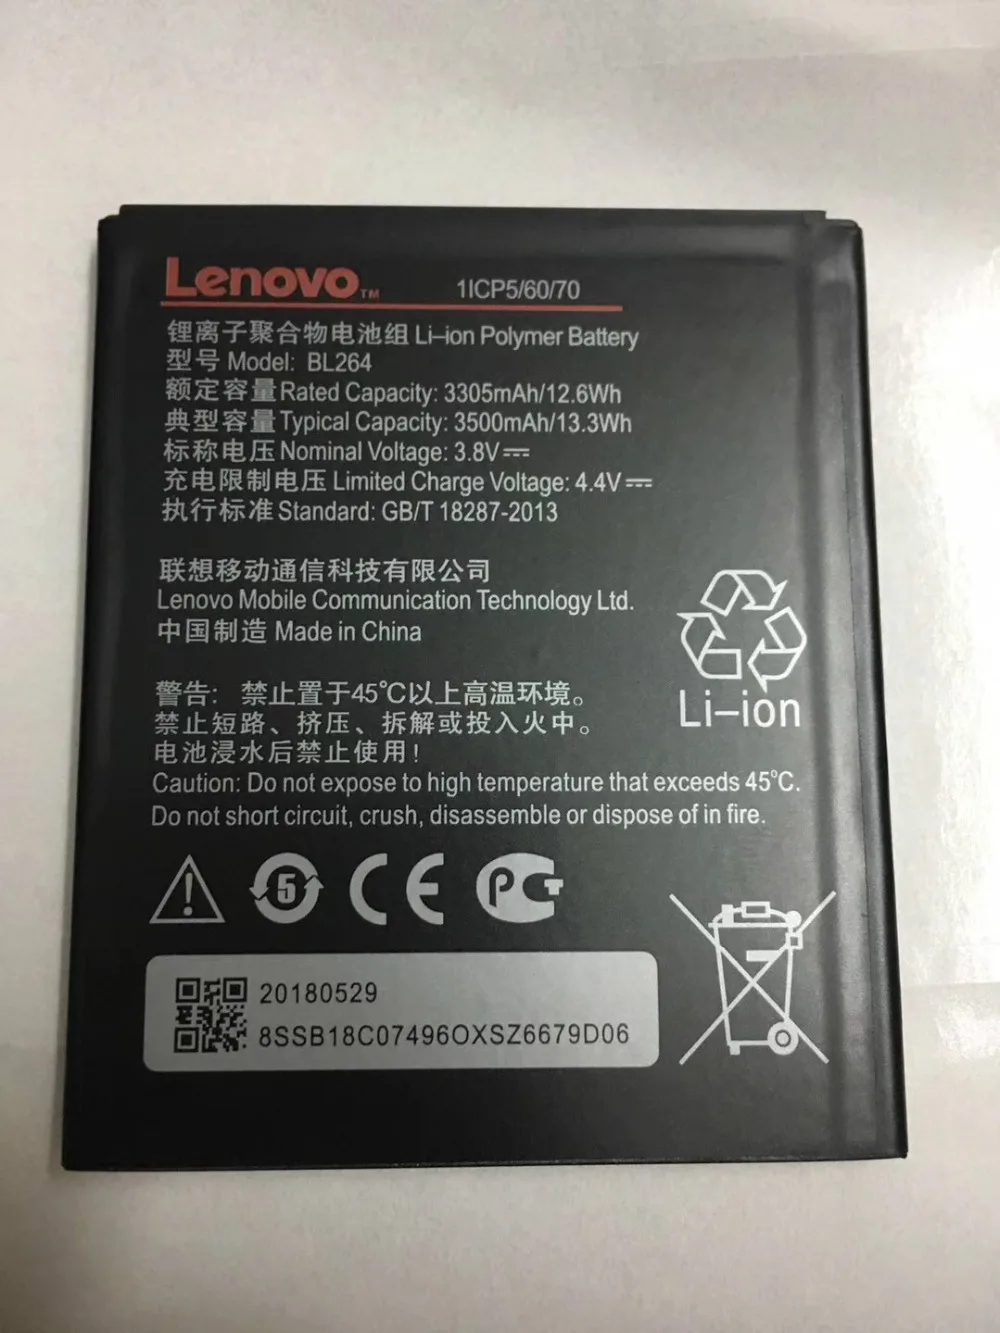 Lenovo™ 1ICP5/60/70
锂离子聚合物电池组 Li-ion Polymer Battery
型号 Model: BL264
额定容量 Rated Capacity: 3305mAh/12.6Wh
典型容量 Typical Capacity: 3500mAh/13.3Wh
标称电压 Nominal Voltage: 3.8V⎓
充电限制电压 Limited Charge Voltage: 4.4V⎓
执行标准 Standard: GB/T 18287-2013
联想移动通信科技有限公司
Lenovo Mobile Communication Technology Ltd.
中国制造 Made in China
Li-ion
警告: 禁止置于45℃以上高温环境。
禁止短路、挤压、拆解或投入火中。
电池浸水后禁止使用!
Caution: Do not expose to high temperature that exceeds 45℃.
Do not short circuit, crush, disassemble or dispose of in fire.
5 CE PG
20180529
8SSB18C07496OXSZ6679D06